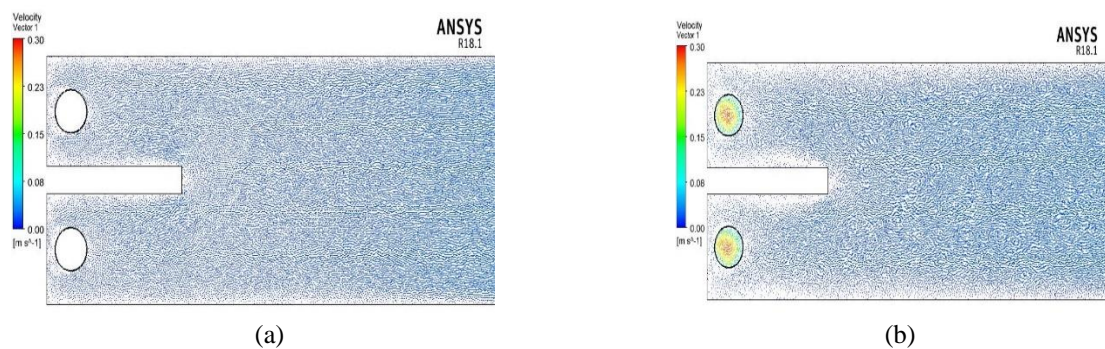 Velocity
Vector 1
0.30
0.23
0.15
0.08
0.00
[m s^-1]
ANSYS
R18.1
(a)
Velocity
Vector 1
0.30
0.23
0.15
0.08
0.00
[m s^-1]
ANSYS
R18.1
(b)